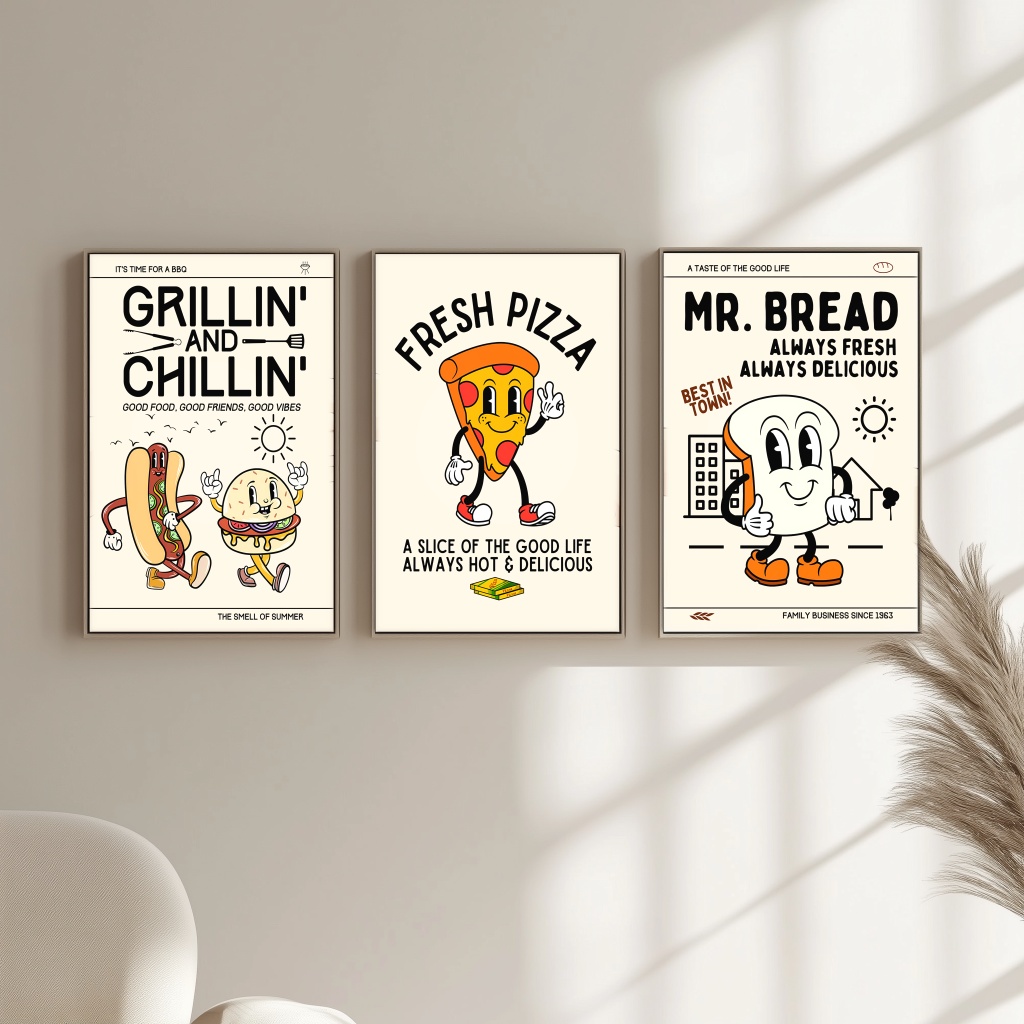 IT'S TIME FOR A BBQ
GRILLIN'
AND
CHILLIN'
GOOD FOOD, GOOD FRIENDS, GOOD VIBES
THE SMELL OF SUMMER
FRESH PIZZA
A SLICE OF THE GOOD LIFE
ALWAYS HOT & DELICIOUS
A TASTE OF THE GOOD LIFE
MR. BREAD
ALWAYS FRESH
ALWAYS DELICIOUS
BEST IN
TOWN!
FAMILY BUSINESS SINCE 1963